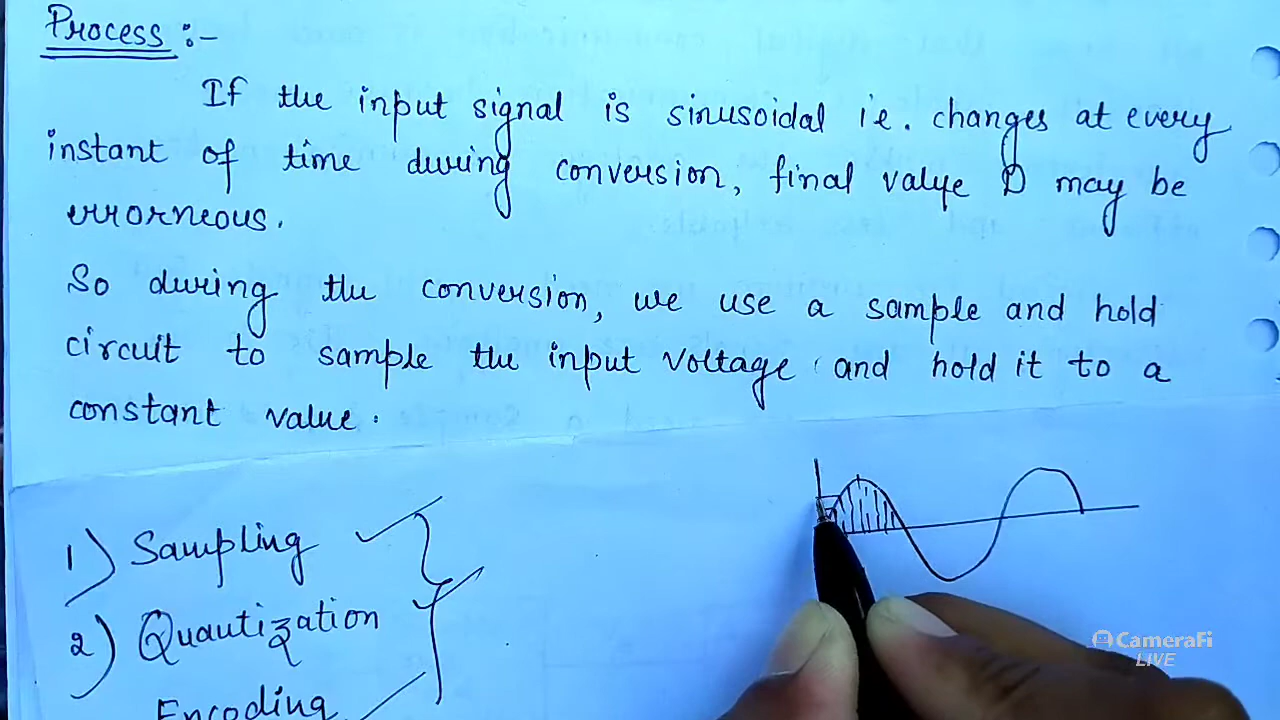 Process :-
If the input signal is sinusoidal i.e. changes at every
instant of time during conversion, final value D may be
errorneous.
So during the conversion, we use a sample and hold
circuit to sample the input voltage and hold it to a
constant value.
1) Sampling
2) Quantization
Encoding
CameraFi
LIVE